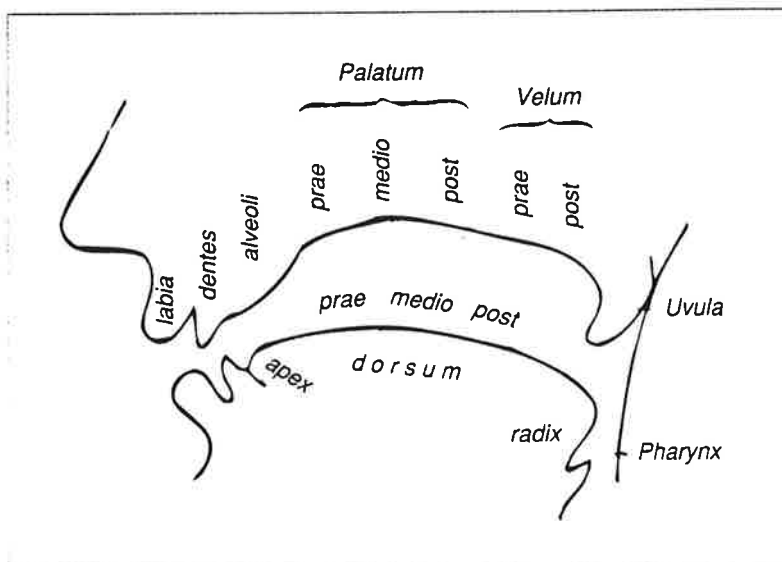 Palatum
Velum
prae
medio
post
prae
post
alveoli
dentes
labia
prae medio post
dorsum
apex
Uvula
radix
Pharynx